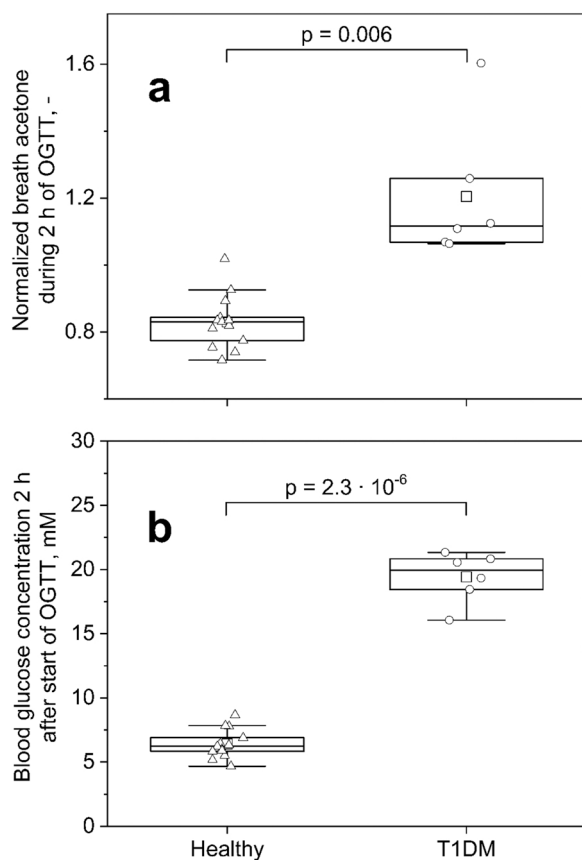 Normalized breath acetone
during 2 h of OGTT, -
1.6
1.2
0.8
a
p = 0.006
Blood glucose concentration 2 h
after start of OGTT, mM
30
25
20
15
10
5
0
b
p = 2.3 · 10⁻⁶
Healthy
T1DM